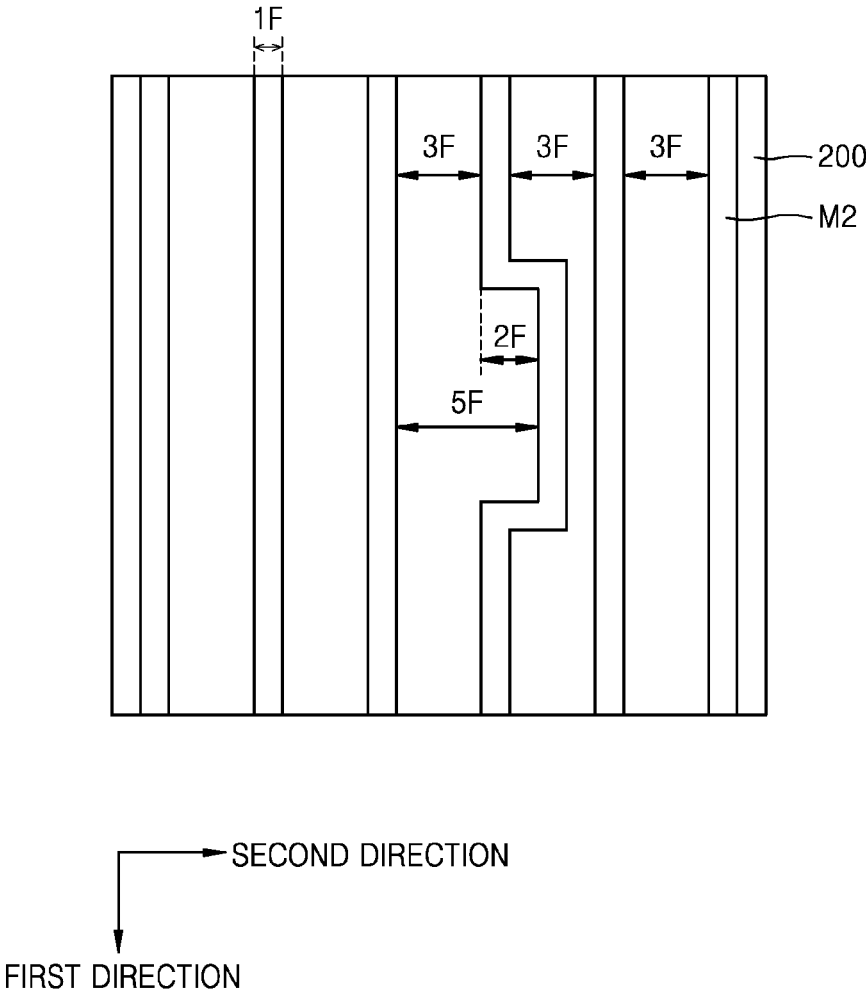 1F
3F 3F 3F 200
M2
2F
5F
SECOND DIRECTION
FIRST DIRECTION